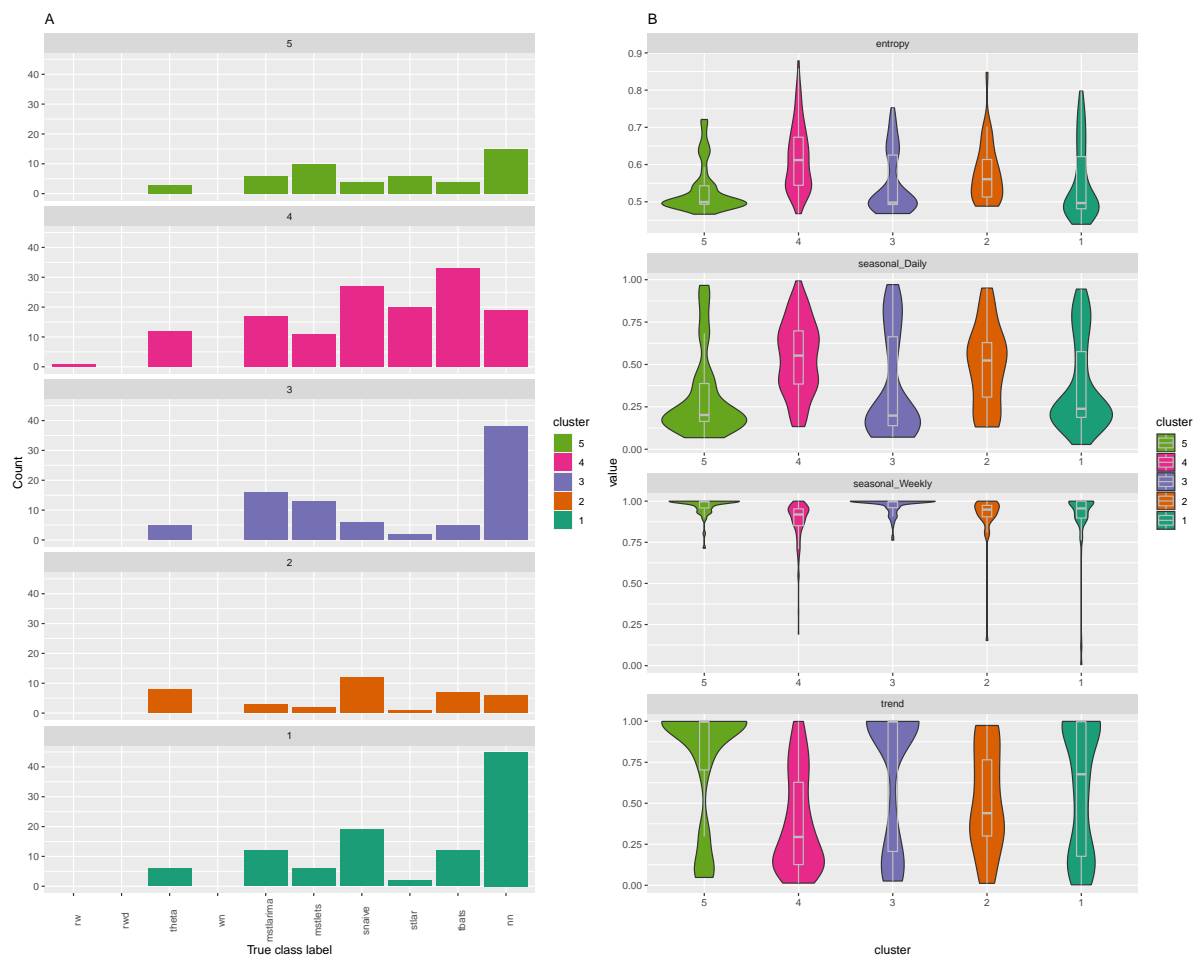 A
5
40
30
20
10
0
4
40
30
20
10
0
3
40
30
20
10
0
2
40
30
20
10
0
1
40
30
20
10
0
Count
rw
rwd
theta
wn
mstlarima
mstlets
snaive
stlar
tbats
nn
True class label
cluster
5
4
3
2
1
B
entropy
0.9
0.8
0.7
0.6
0.5
5 4 3 2 1
seasonal_Daily
1.00
0.75
0.50
0.25
0.00
5 4 3 2 1
seasonal_Weekly
1.00
0.75
0.50
0.25
0.00
5 4 3 2 1
trend
1.00
0.75
0.50
0.25
0.00
5 4 3 2 1
value
cluster
cluster
5
4
3
2
1